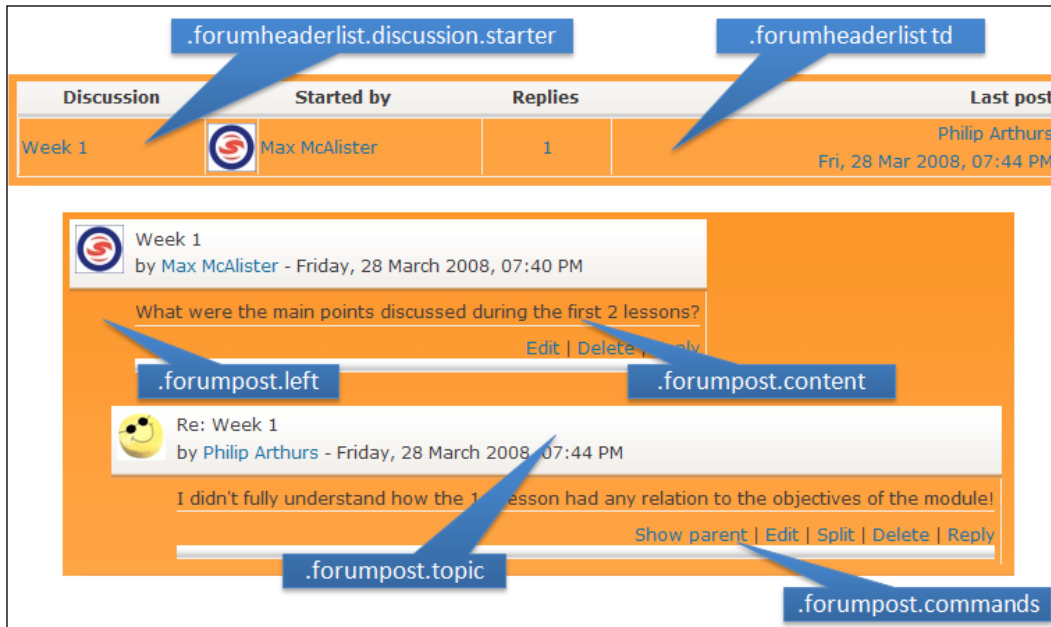 .forumheaderlist.discussion.starter
.forumheaderlist td
Discussion Started by Replies Last post
Week 1 Max McAlister 1 Philip Arthurs
Fri, 28 Mar 2008, 07:44 PM
Week 1
by Max McAlister - Friday, 28 March 2008, 07:40 PM
What were the main points discussed during the first 2 lessons?
Edit | Delete |
.forumpost.left
.forumpost.content
Re: Week 1
by Philip Arthurs - Friday, 28 March 2008, 07:44 PM
I didn't fully understand how the lesson had any relation to the objectives of the module!
Show parent | Edit | Split | Delete | Reply
.forumpost.topic
.forumpost.commands